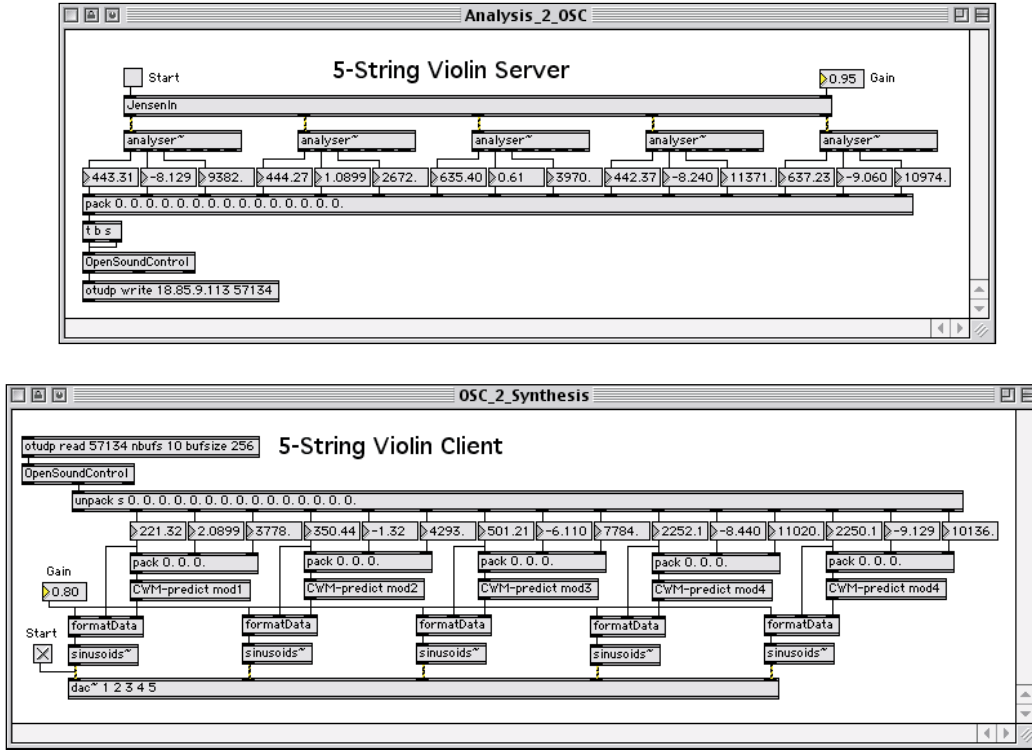 Analysis_2_OSC
Start
5-String Violin Server
0.95 Gain
JensenIn
analyser~ analyser~ analyser~ analyser~ analyser~
443.31 -8.129 9382. 444.27 1.0899 2672. 635.40 0.61 3970. 442.37 -8.240 11371. 637.23 -9.060 10974.
pack 0. 0. 0. 0. 0. 0. 0. 0. 0. 0. 0. 0. 0. 0. 0.
t b s
OpenSoundControl
otudp write 18.85.9.113 57134
OSC_2_Synthesis
otudp read 57134 nbufs 10 bufsize 256
5-String Violin Client
OpenSoundControl
unpack s 0. 0. 0. 0. 0. 0. 0. 0. 0. 0. 0. 0. 0. 0. 0.
221.32 2.0899 3778. 350.44 -1.32 4293. 501.21 -6.110 7784. 2252.1 -8.440 11020. 2250.1 -9.129 10136.
pack 0. 0. 0. pack 0. 0. 0. pack 0. 0. 0. pack 0. 0. 0. pack 0. 0. 0.
Gain
0.80
CWM-predict mod1 CWM-predict mod2 CWM-predict mod3 CWM-predict mod4 CWM-predict mod4
formatData formatData formatData formatData formatData
Start
sinusoids~ sinusoids~ sinusoids~ sinusoids~ sinusoids~
dac~ 1 2 3 4 5